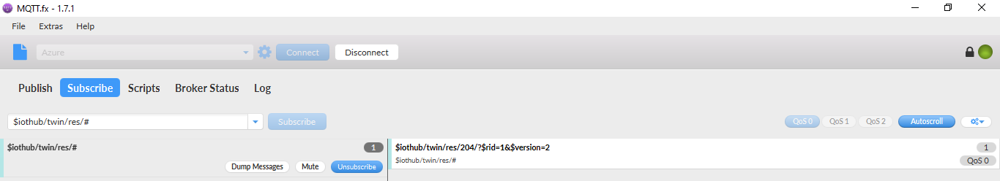 MQTT.fx - 1.7.1
File Extras Help
Azure Connect Disconnect
Publish Subscribe Scripts Broker Status Log
$iothub/twin/res/# Subscribe QoS 0 QoS 1 QoS 2 Autoscroll
$iothub/twin/res/# 1
Dump Messages Mute Unsubscribe
$iothub/twin/res/204/?$rid=1&$version=2 1
$iothub/twin/res/# QoS 0